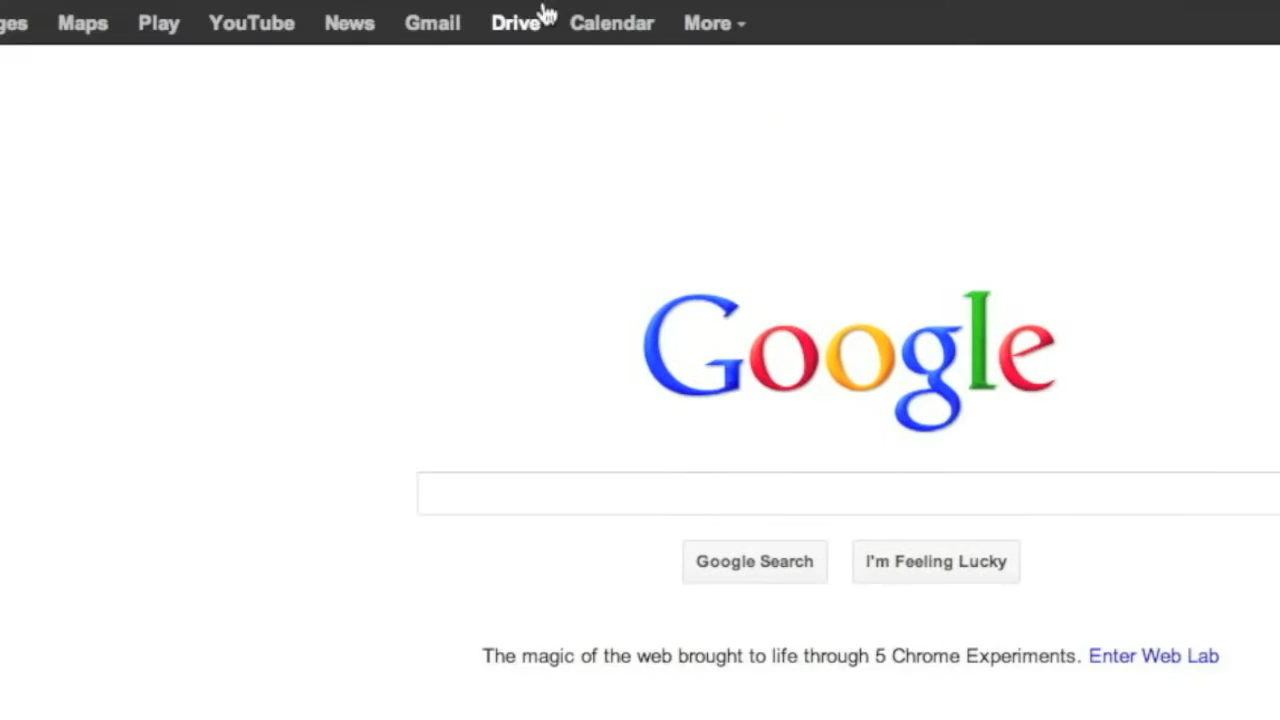 ges Maps Play YouTube News Gmail Drive Calendar More
Google
Google Search I'm Feeling Lucky
The magic of the web brought to life through 5 Chrome Experiments. Enter Web Lab